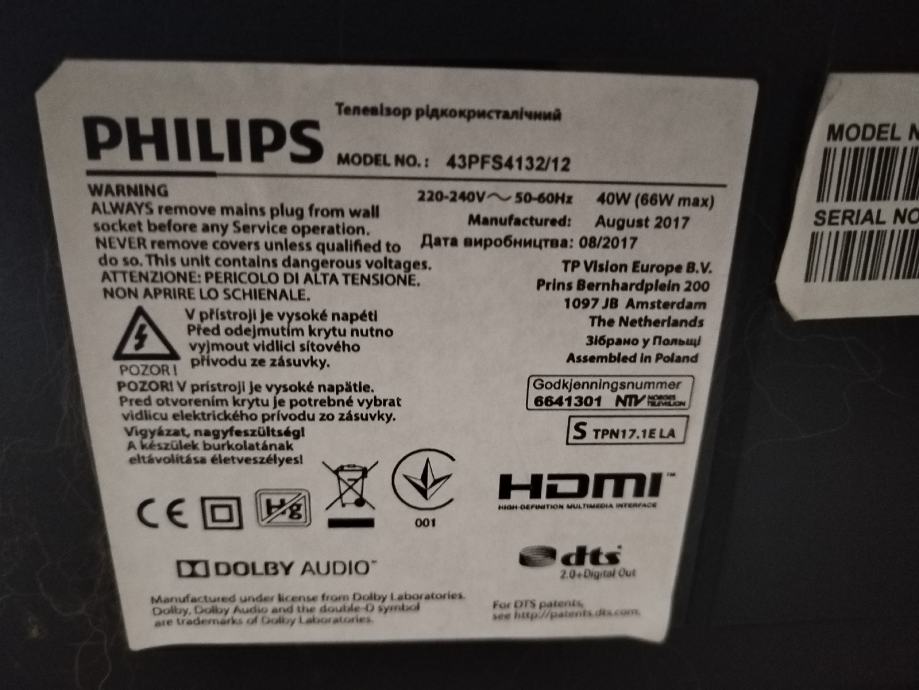 Телевізор рідкокристалічний
PHILIPS
MODEL NO.: 43PFS4132/12
WARNING
ALWAYS remove mains plug from wall
socket before any Service operation.
NEVER remove covers unless qualified to
do so. This unit contains dangerous voltages.
ATTENZIONE: PERICOLO DI ALTA TENSIONE.
NON APRIRE LO SCHIENALE.
V přístroji je vysoké napětí
Před odejmutím krytu nutno
vyjmout vidlici síťového
přívodu ze zásuvky.
POZOR!
POZOR! V prístroji je vysoké napätie.
Pred otvorením krytu je potrebné vybrat
vidlicu elektrického prívodu zo zásuvky.
Vigyázat, nagyfeszültség!
A készülék burkolatának
eltávolítása életveszélyes!
220-240V~ 50-60Hz 40W (66W max)
Manufactured: August 2017
Дата виробництва: 08/2017
TP Vision Europe B.V.
Prins Bernhardplein 200
1097 JB Amsterdam
The Netherlands
Зібрано у Польщі
Assembled in Poland
Godkjenningsnummer
6641301 NTV NORGES TELEVISJON
S TPN17.1E LA
CE Hg
001
HDMI™
HIGH-DEFINITION MULTIMEDIA INTERFACE
DOLBY AUDIO™
dts
2.0+Digital Out
Manufactured under license from Dolby Laboratories.
Dolby, Dolby Audio and the double-D symbol
are trademarks of Dolby Laboratories.
For DTS patents,
see http://patents.dts.com.
MODEL N
SERIAL NO